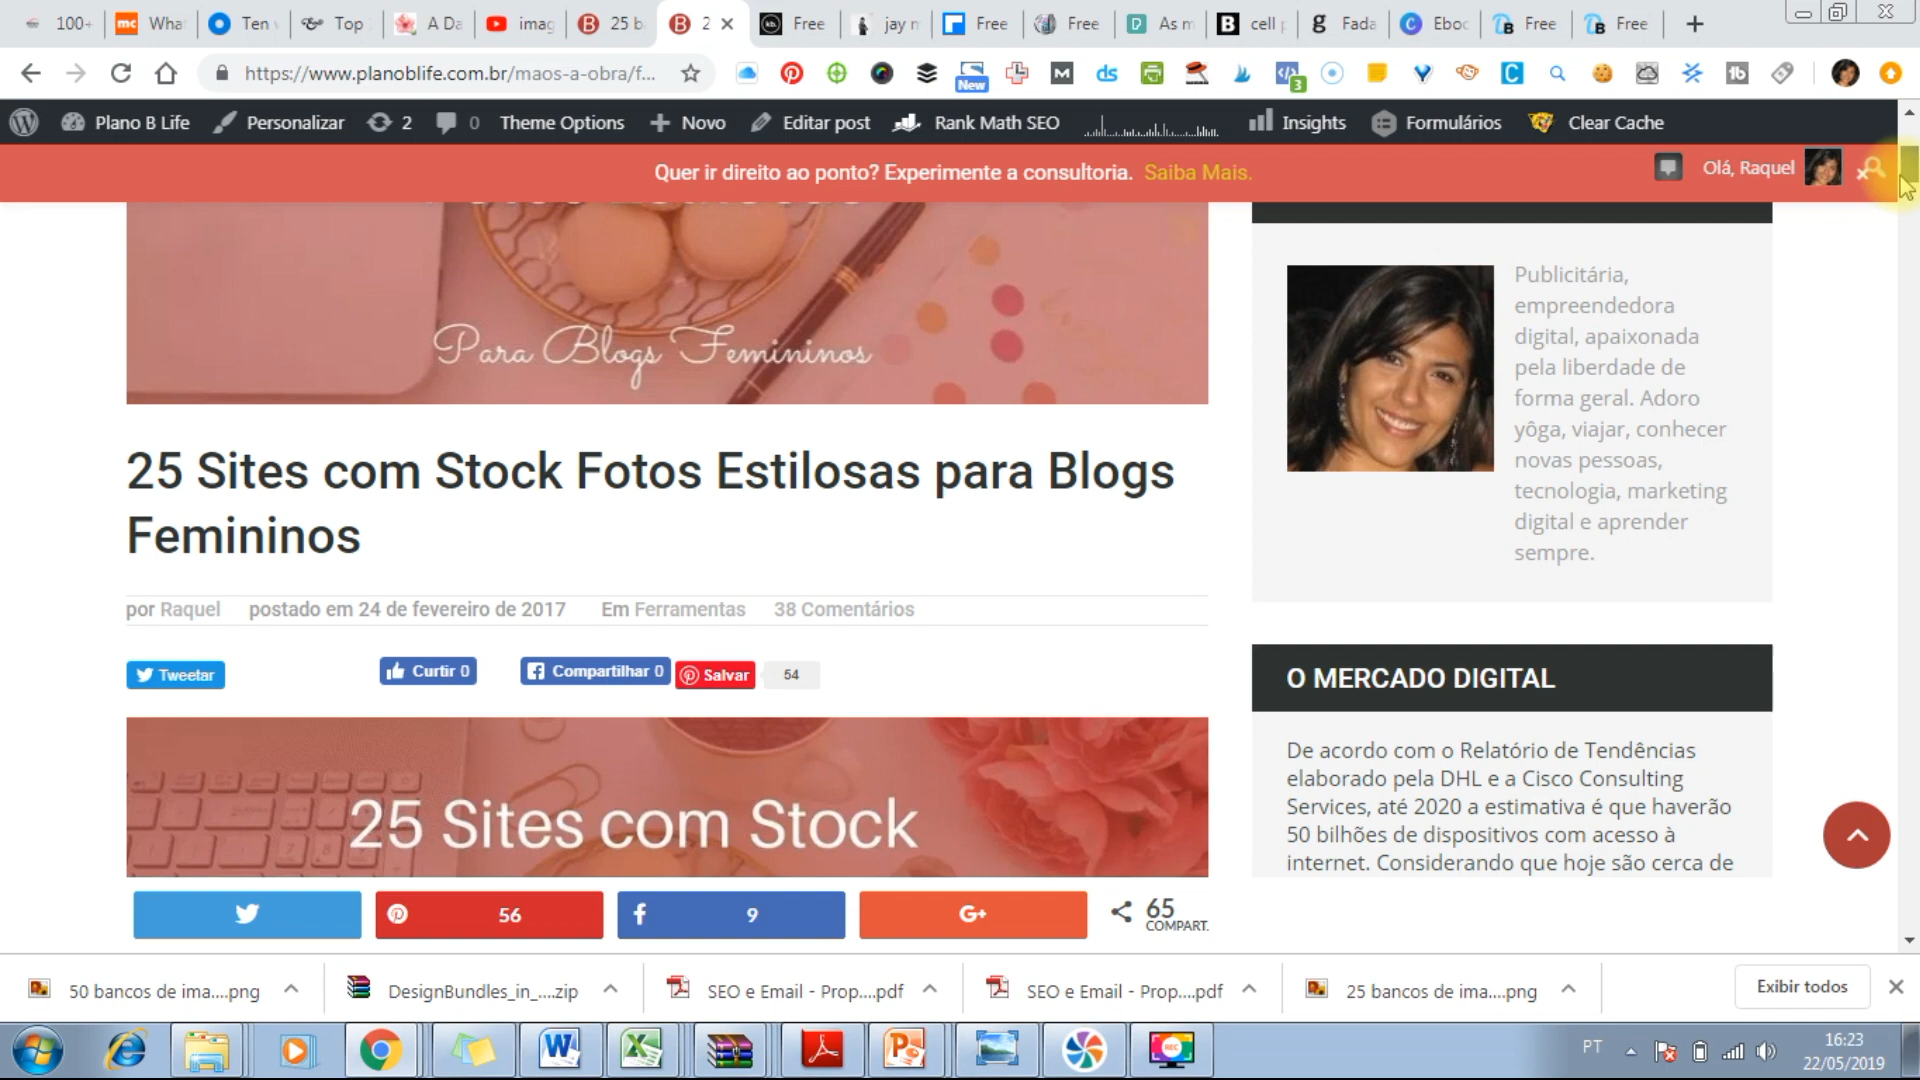 100+
Wha
Ten
Top
A Da
imag
25 b
2
Free
jay n
Free
Free
As m
cell p
Fada
Eboc
Free
Free
https://www.planoblife.com.br/maos-a-obra/f...
New
3
Plano B Life
Personalizar
2
0
Theme Options
Novo
Editar post
Rank Math SEO
Insights
Formulários
Clear Cache
Quer ir direito ao ponto? Experimente a consultoria. Saiba Mais.
Olá, Raquel
Para Blogs Femininos
25 Sites com Stock Fotos Estilosas para Blogs
Femininos
por Raquel postado em 24 de fevereiro de 2017 Em Ferramentas 38 Comentários
Tweetar
Curtir 0
Compartilhar 0
Salvar
54
25 Sites com Stock
56
9
G+
65
COMPART.
Publicitária,
empreendedora
digital, apaixonada
pela liberdade de
forma geral. Adoro
yôga, viajar, conhecer
novas pessoas,
tecnologia, marketing
digital e aprender
sempre.
O MERCADO DIGITAL
De acordo com o Relatório de Tendências
elaborado pela DHL e a Cisco Consulting
Services, até 2020 a estimativa é que haverão
50 bilhões de dispositivos com acesso à
internet. Considerando que hoje são cerca de
50 bancos de ima....png
DesignBundles_in_....zip
SEO e Email - Prop....pdf
SEO e Email - Prop....pdf
25 bancos de ima....png
Exibir todos
PT
16:23
22/05/2019